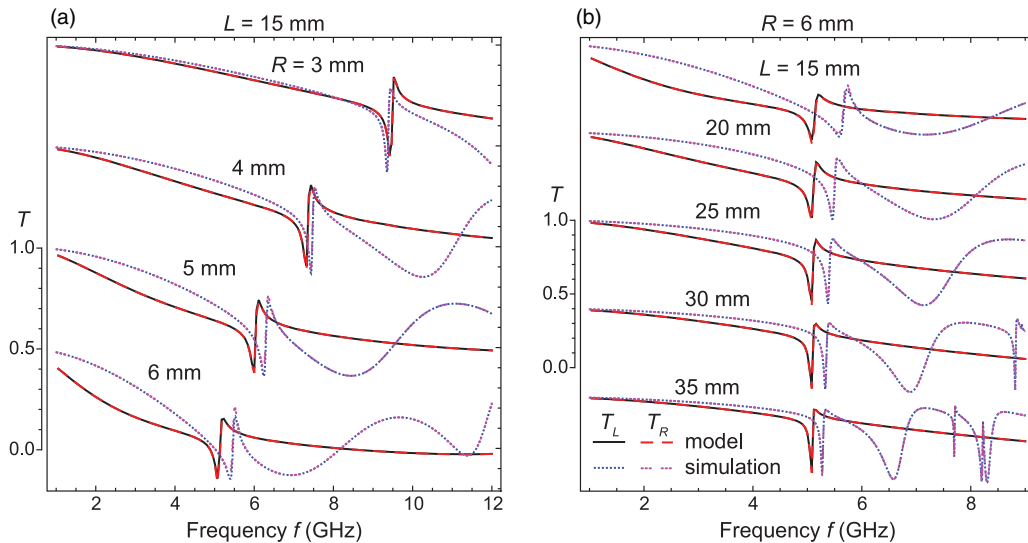 (a)
L = 15 mm
R = 3 mm
4 mm
5 mm
6 mm
T
1.0
0.5
0.0
2 4 6 8 10 12
Frequency f (GHz)
(b)
R = 6 mm
L = 15 mm
20 mm
25 mm
30 mm
35 mm
T
1.0
0.5
0.0
T_L T_R
model
simulation
2 4 6 8
Frequency f (GHz)